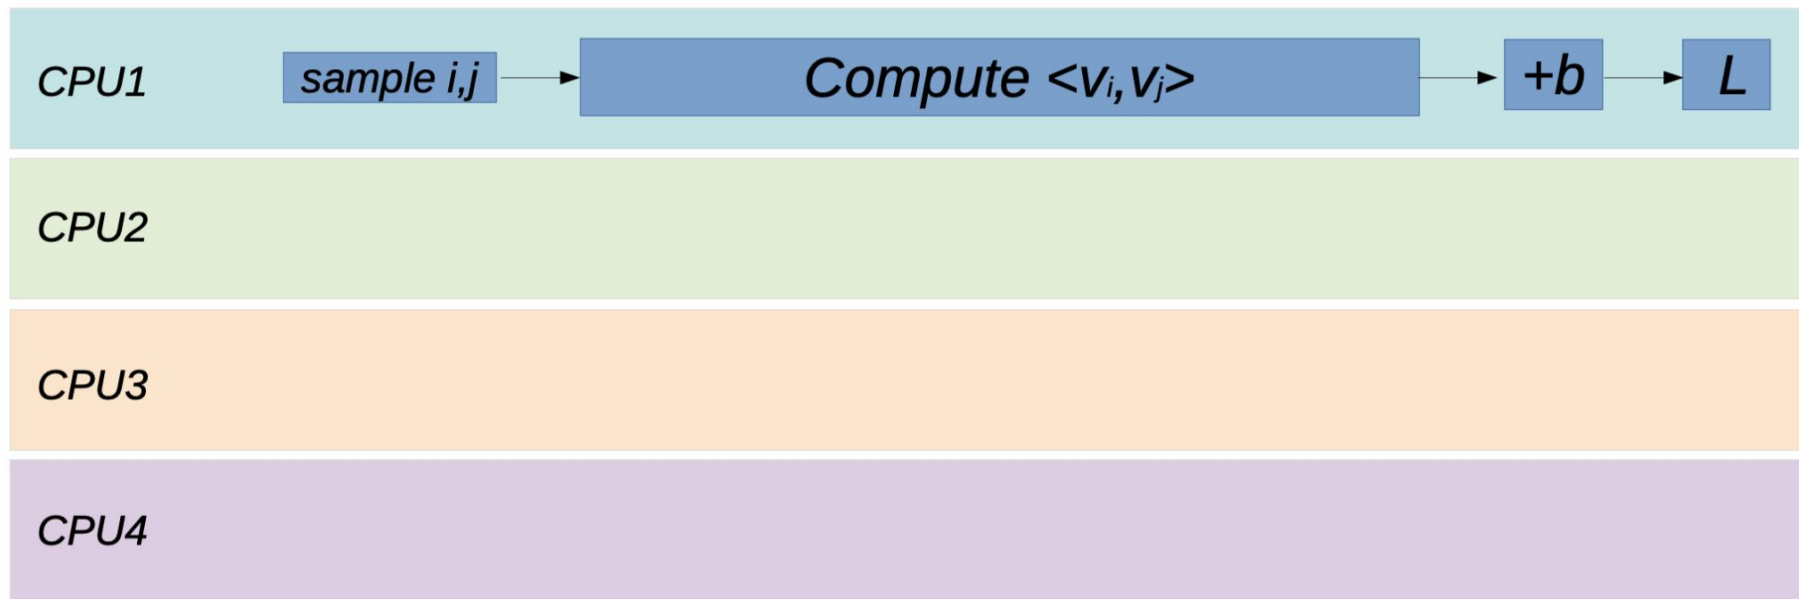 CPU1 sample i,j Compute <vᵢ,vⱼ> +b L
CPU2
CPU3
CPU4